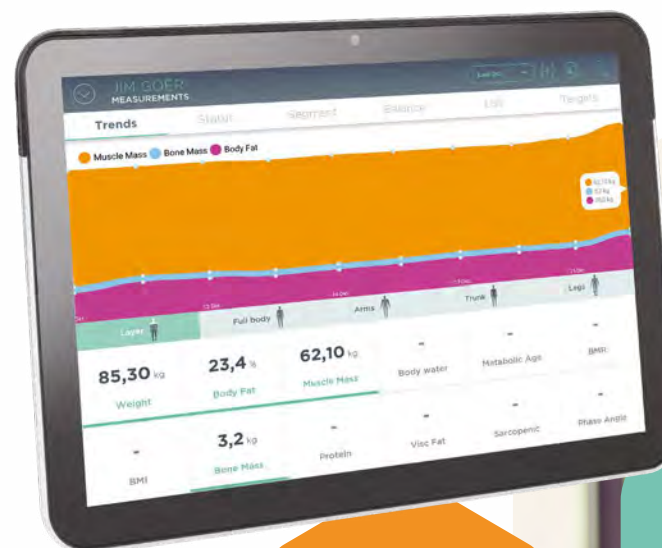 JIM GOER
MEASUREMENTS
Trends Status Segment Balance List Targets
Muscle Mass Bone Mass Body Fat
Layer Full body Arms Trunk Legs
85,30 kg 23,4 % 62,10 kg - - -
Weight Body Fat Muscle Mass Body water Metabolic Age BMR
- 3,2 kg - - - -
BMI Bone Mass Protein Visc Fat Sarcopenic Phase Angle